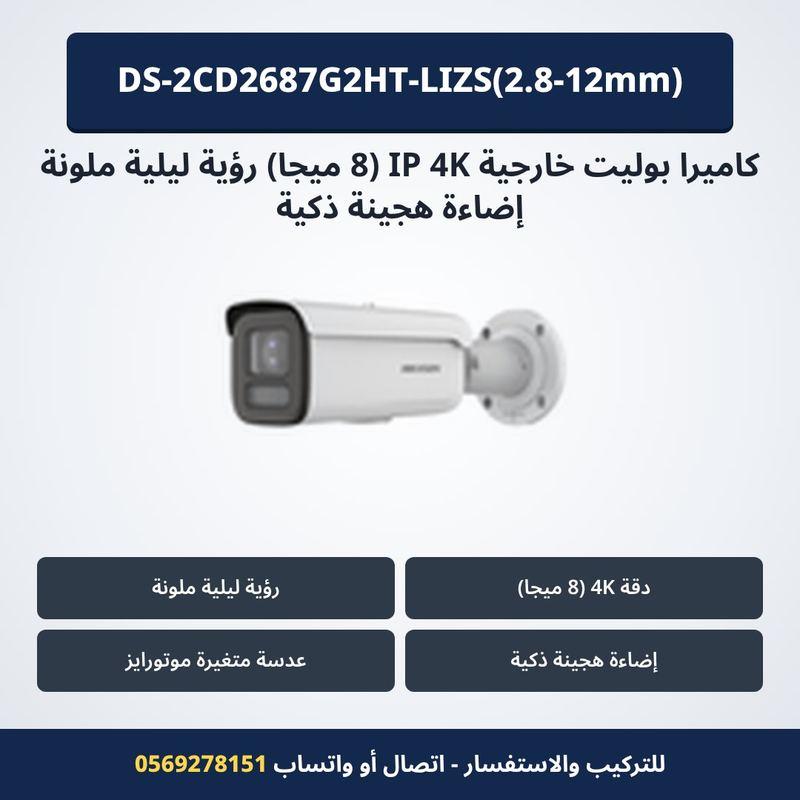 DS-2CD2687G2HT-LIZS(2.8-12mm)
كاميرا بوليت خارجية IP 4K (8 ميجا) رؤية ليلية ملونة
إضاءة هجينة ذكية
HIKVISION
دقة 4K (8 ميجا)
رؤية ليلية ملونة
إضاءة هجينة ذكية
عدسة متغيرة موتورايز
للتركيب والاستفسار - اتصال أو واتساب 0569278151